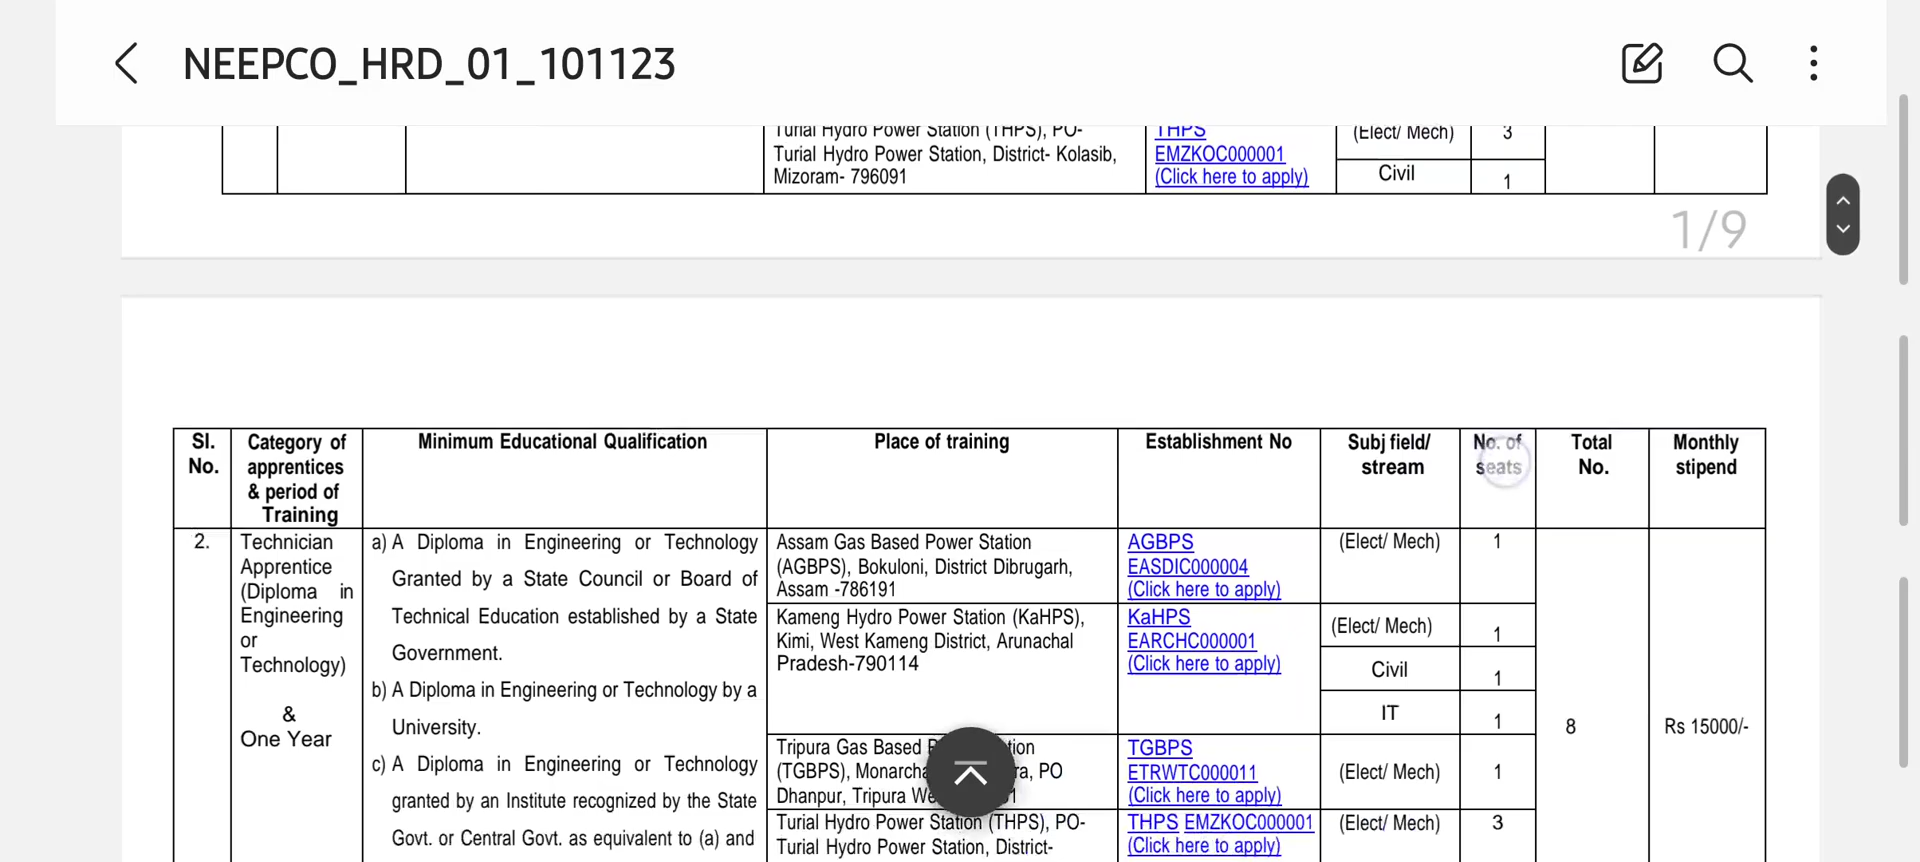 NEEPCO_HRD_01_101123
Turial Hydro Power Station (THPS), PO-
Turial Hydro Power Station, District- Kolasib,
Mizoram- 796091
THPS
EMZKOC000001
(Click here to apply)
(Elect/ Mech)
3
Civil
1
1/9
Sl.
No.
Category of
apprentices
& period of
Training
Minimum Educational Qualification
Place of training
Establishment No
Subj field/
stream
No. of
seats
Total
No.
Monthly
stipend
2.
Technician
Apprentice
(Diploma in
Engineering
or
Technology)
&
One Year
a) A Diploma in Engineering or Technology
Granted by a State Council or Board of
Technical Education established by a State
Government.
b) A Diploma in Engineering or Technology by a
University.
c) A Diploma in Engineering or Technology
granted by an Institute recognized by the State
Govt. or Central Govt. as equivalent to (a) and
Assam Gas Based Power Station
(AGBPS), Bokuloni, District Dibrugarh,
Assam -786191
AGBPS
EASDIC000004
(Click here to apply)
(Elect/ Mech)
1
Kameng Hydro Power Station (KaHPS),
Kimi, West Kameng District, Arunachal
Pradesh-790114
KaHPS
EARCHC000001
(Click here to apply)
(Elect/ Mech)
1
Civil
1
IT
1
Tripura Gas Based
(TGBPS), PO
Dhanpur, Tripura
TGBPS
ETRWTC000011
(Click here to apply)
(Elect/ Mech)
1
Turial Hydro Power Station (THPS), PO-
Turial Hydro Power Station, District-
THPS EMZKOC000001
(Click here to apply)
(Elect/ Mech)
3
8
Rs 15000/-